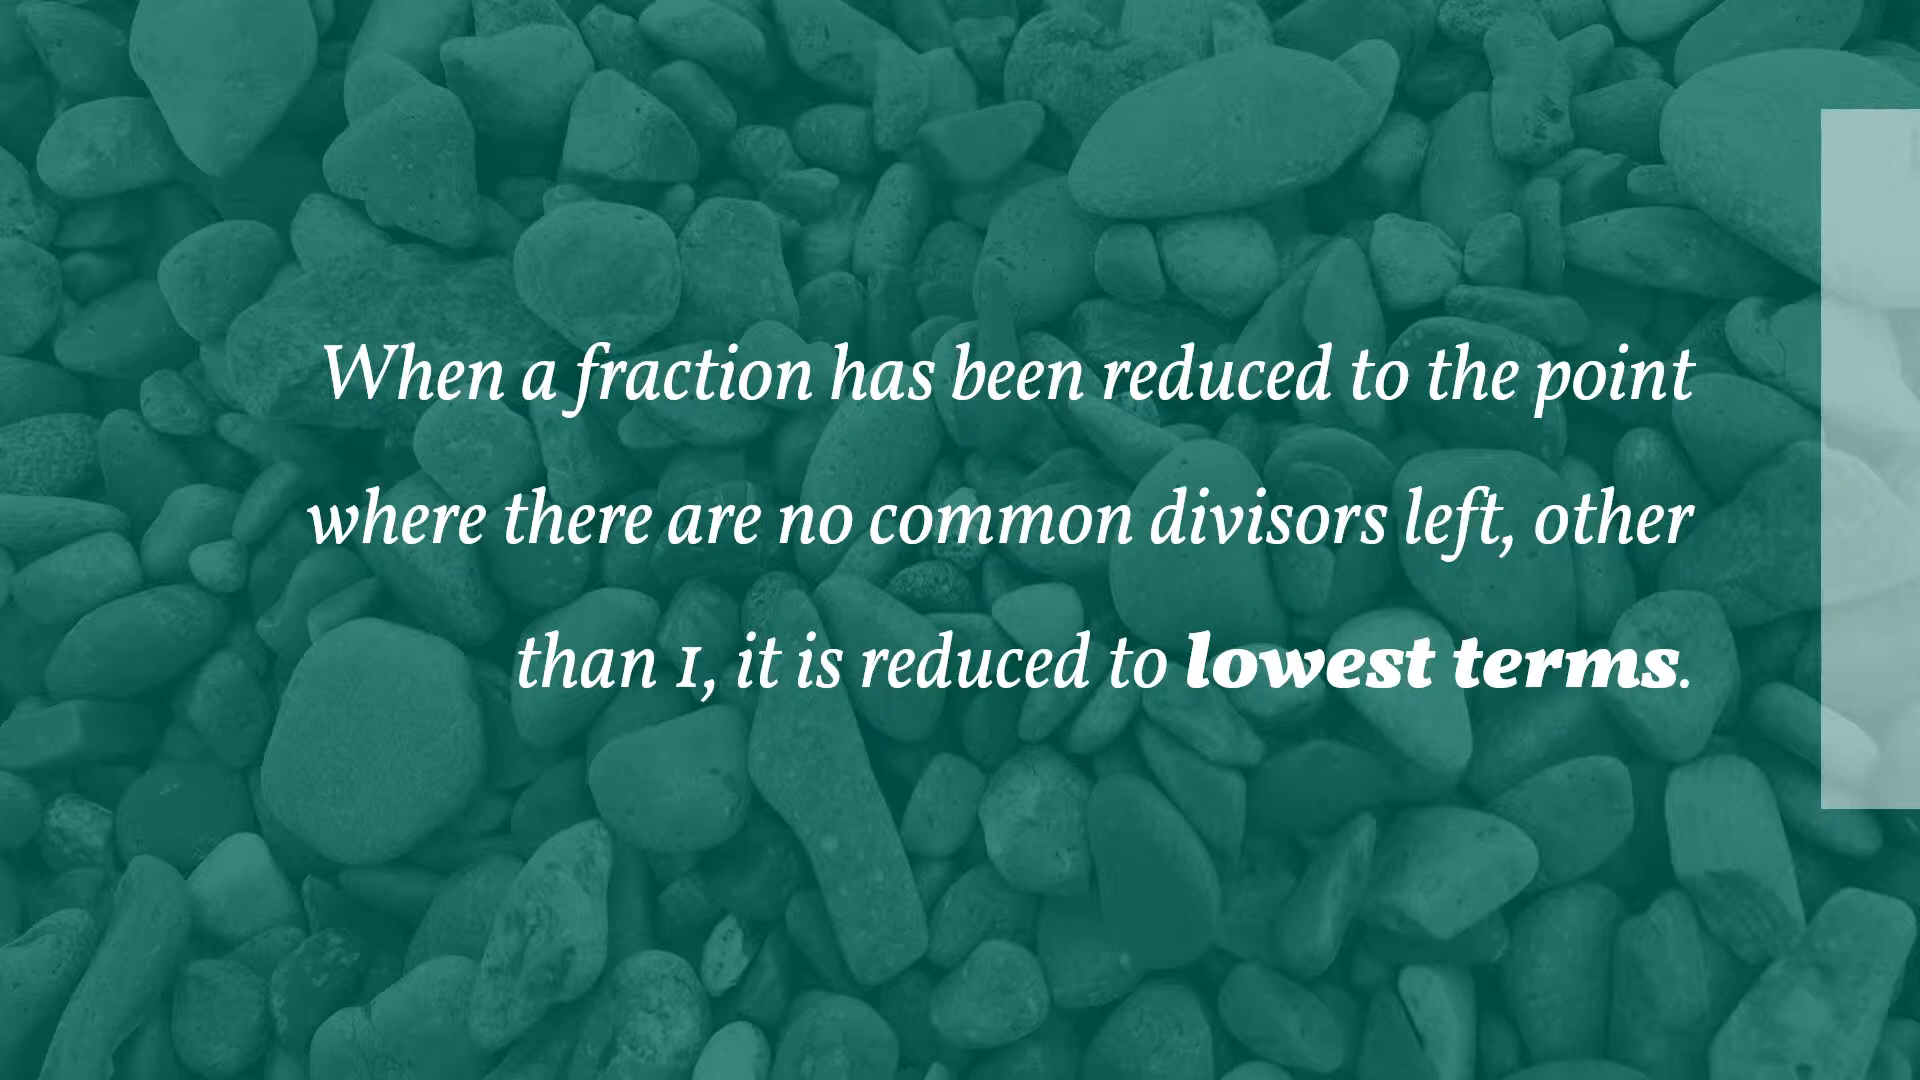 When a fraction has been reduced to the point
where there are no common divisors left, other
than 1, it is reduced to lowest terms.